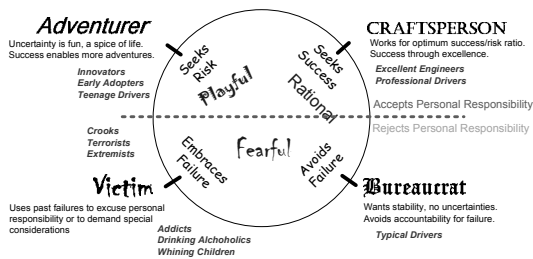 Adventurer
Uncertainty is fun, a spice of life.
Success enables more adventures.
Innovators
Early Adopters
Teenage Drivers
CRAFTSPERSON
Works for optimum success/risk ratio.
Success through excellence.
Excellent Engineers
Professional Drivers
Seeks
Risk
Playful
Seeks
Success
Rational
Accepts Personal Responsibility
Rejects Personal Responsibility
Crooks
Terrorists
Extremists
Embraces
Failure
Fearful
Avoids
Failure
Victim
Uses past failures to excuse personal
responsibility or to demand special
considerations
Addicts
Drinking Alchoholics
Whining Children
Bureaucrat
Wants stability, no uncertainties.
Avoids accountability for failure.
Typical Drivers